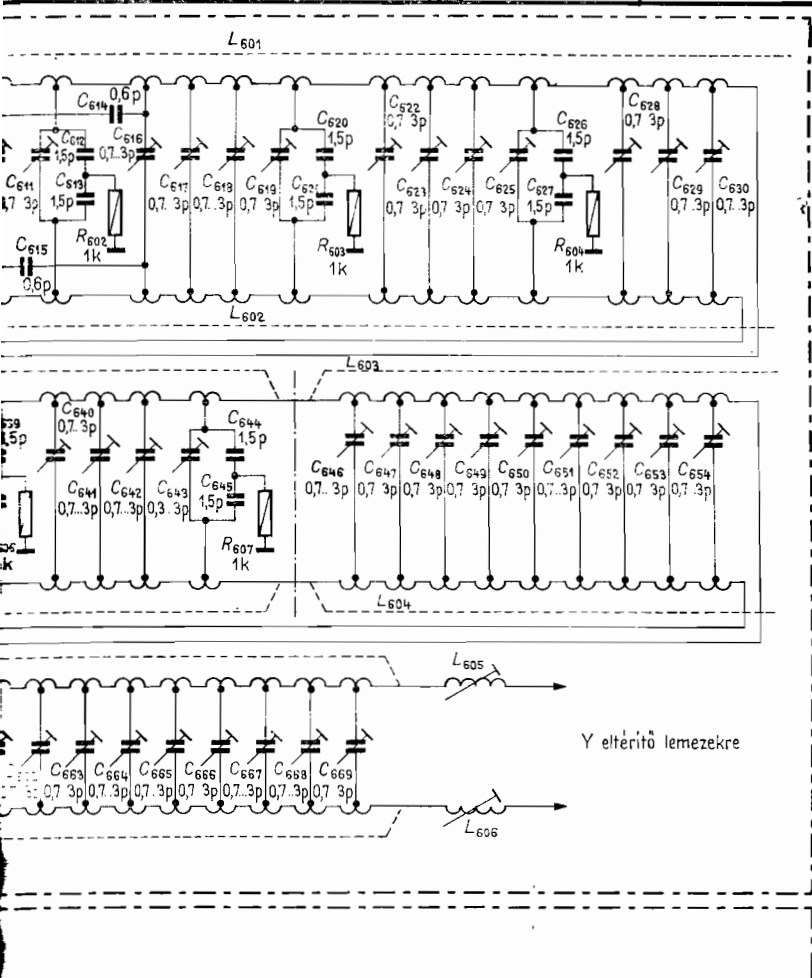 L601
C614 0,6p
C612 1,5p
C616 0,7..3p
C611 3p
C613 1,5p
C617 0,7..3p
C618 0,7..3p
C619 0,7 3p
C620 1,5p
1,5p
C622 0,7 3p
C623 0,7 3p
C624 0,7 3p
C625 0,7 3p
C626 1,5p
C627 1,5p
C628 0,7 3p
C629 0,7..3p
C630 0,7..3p
R602 1k
R603 1k
R604 1k
C615 0,6p
L602
L603
C640 0,7..3p
C641 0,7..3p
C642 0,7...3p
C643 0,3..3p
C644 1,5p
C645 1,5p
C646 0,7.. 3p
C647 0,7 3p
C648 0,7 3p
C649 0,7 3p
C650 0,7 3p
C651 0,7..3p
C652 0,7 3p
C653 0,7 3p
C654 0,7 .3p
R607 1k
L604
L605
C663 0,7 3p
C664 0,7..3p
C665 0,7 3p
C666 0,7 3p
C667 0,7..3p
C668 0,7..3p
C669 0,7 3p
Y eltérítő lemezekre
L606